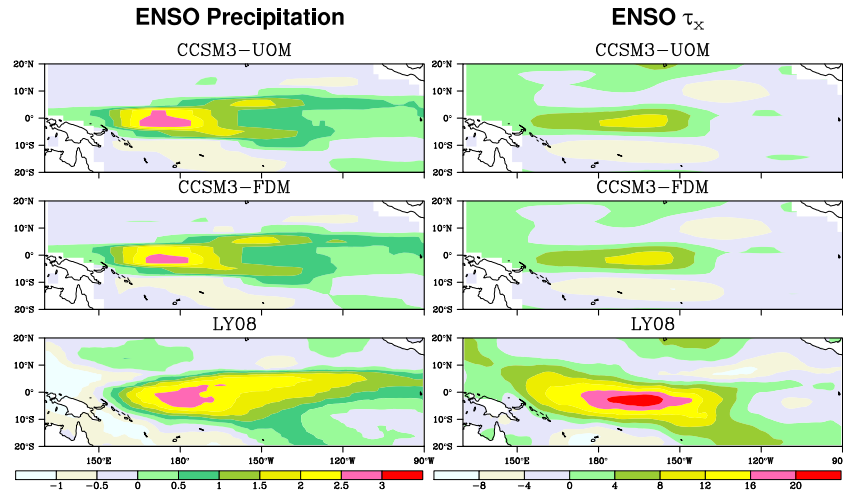 ENSO Precipitation
ENSO τx
CCSM3-UOM
CCSM3-UOM
20°N
10°N
0°
10°S
20°S
20°N
10°N
0°
10°S
20°S
CCSM3-FDM
CCSM3-FDM
20°N
10°N
0°
10°S
20°S
20°N
10°N
0°
10°S
20°S
LY08
LY08
20°N
10°N
0°
10°S
20°S
20°N
10°N
0°
10°S
20°S
150°E 180° 150°W 120°W 90°W
150°E 180° 150°W 120°W 90
-1 -0.5 0 0.5 1 1.5 2 2.5 3
-8 -4 0 4 8 12 16 20